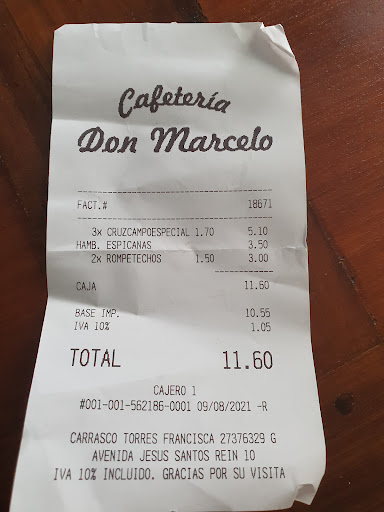 Cafetería
Don Marcelo
FACT.# 18671
3x CRUZCAMPOESPECIAL 1.70 5.10
HAMB. ESPICANAS 3.50
2x ROMPETECHOS 1.50 3.00
CAJA 11.60
BASE IMP. 10.55
IVA 10% 1.05
TOTAL 11.60
CAJERO 1
#001-001-562186-0001 09/08/2021 -R
CARRASCO TORRES FRANCISCA 27376329 G
AVENIDA JESUS SANTOS REIN 10
IVA 10% INCLUIDO. GRACIAS POR SU VISITA